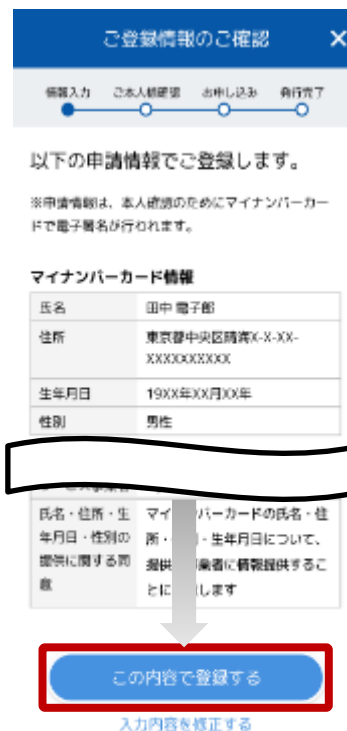 ご登録情報のご確認
情報入力 ご本人様確認 お申し込み 発行完了
以下の申請情報でご登録します。
※申請情報は、本人確認のためにマイナンバーカー
ドで電子署名が行われます。
マイナンバーカード情報
氏名 田中 電子郎
住所 東京都中央区晴海X-X-XX-
XXXXXXXXXX
生年月日 19XX年XX月XX年
性別 男性
氏名・住所・生 マイ ンバーカードの氏名・住
年月日・性別の 所・ ・生年月日について、
提供に関する同 提供 業者に情報提供するこ
意 とに します
この内容で登録する
入力内容を修正する